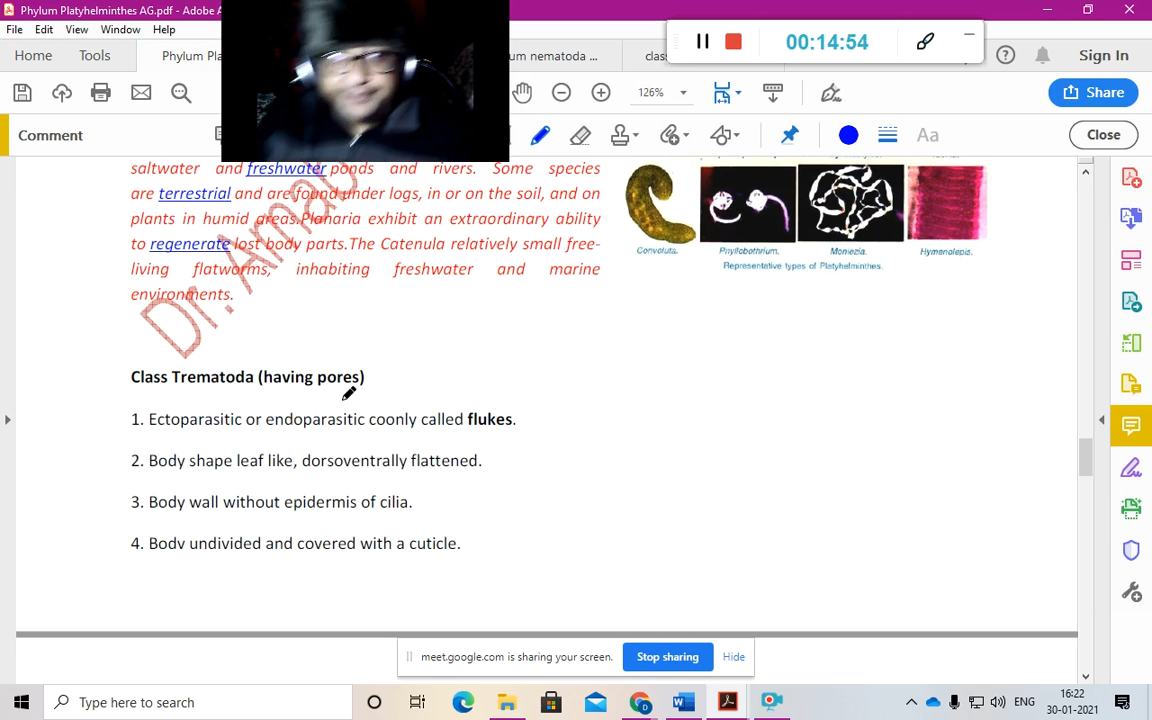 Phylum Platyhelminthes AG.pdf - Adobe A
00:14:54
File Edit View Window Help
Home Tools Phylum Pla um nematoda ... clas Sign In
126% Share
Comment Aa Close
saltwater and freshwater ponds and rivers. Some species
are terrestrial and are found under logs, in or on the soil, and on
plants in humid areas.Planaria exhibit an extraordinary ability
to regenerate lost body parts.The Catenula relatively small free-
living flatworms, inhabiting freshwater and marine
environments.
Dr. Arnab
Convoluta. Phyllobothrium. Moniezia. Hymenolepis.
Representative types of Platyhelminthes.
Class Trematoda (having pores)
1. Ectoparasitic or endoparasitic coonly called flukes.
2. Body shape leaf like, dorsoventrally flattened.
3. Body wall without epidermis of cilia.
4. Body undivided and covered with a cuticle.
meet.google.com is sharing your screen. Stop sharing Hide
Type here to search
ENG
16:22
30-01-2021